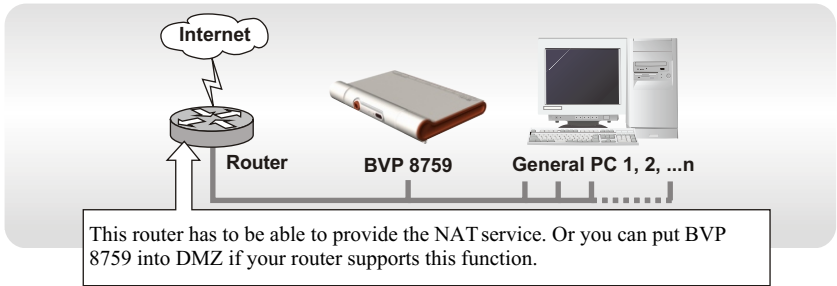 Internet
Router
BVP 8759
General PC 1, 2, ...n
This router has to be able to provide the NAT service. Or you can put BVP
8759 into DMZ if your router supports this function.